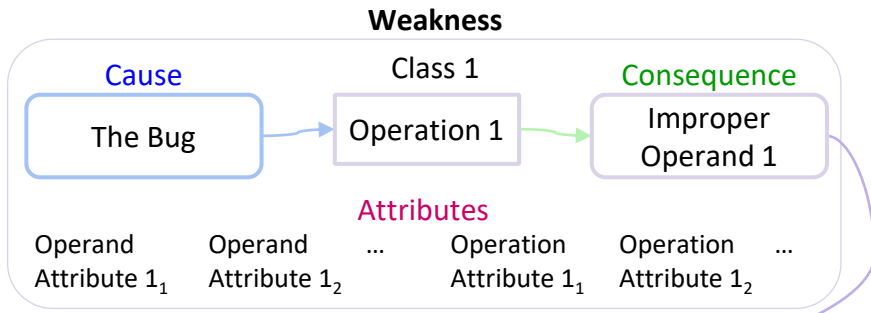 Weakness
Cause
Class 1
Consequence
The Bug
Operation 1
Improper
Operand 1
Attributes
Operand Operand ... Operation Operation ...
Attribute 1₁ Attribute 1₂ Attribute 1₁ Attribute 1₂